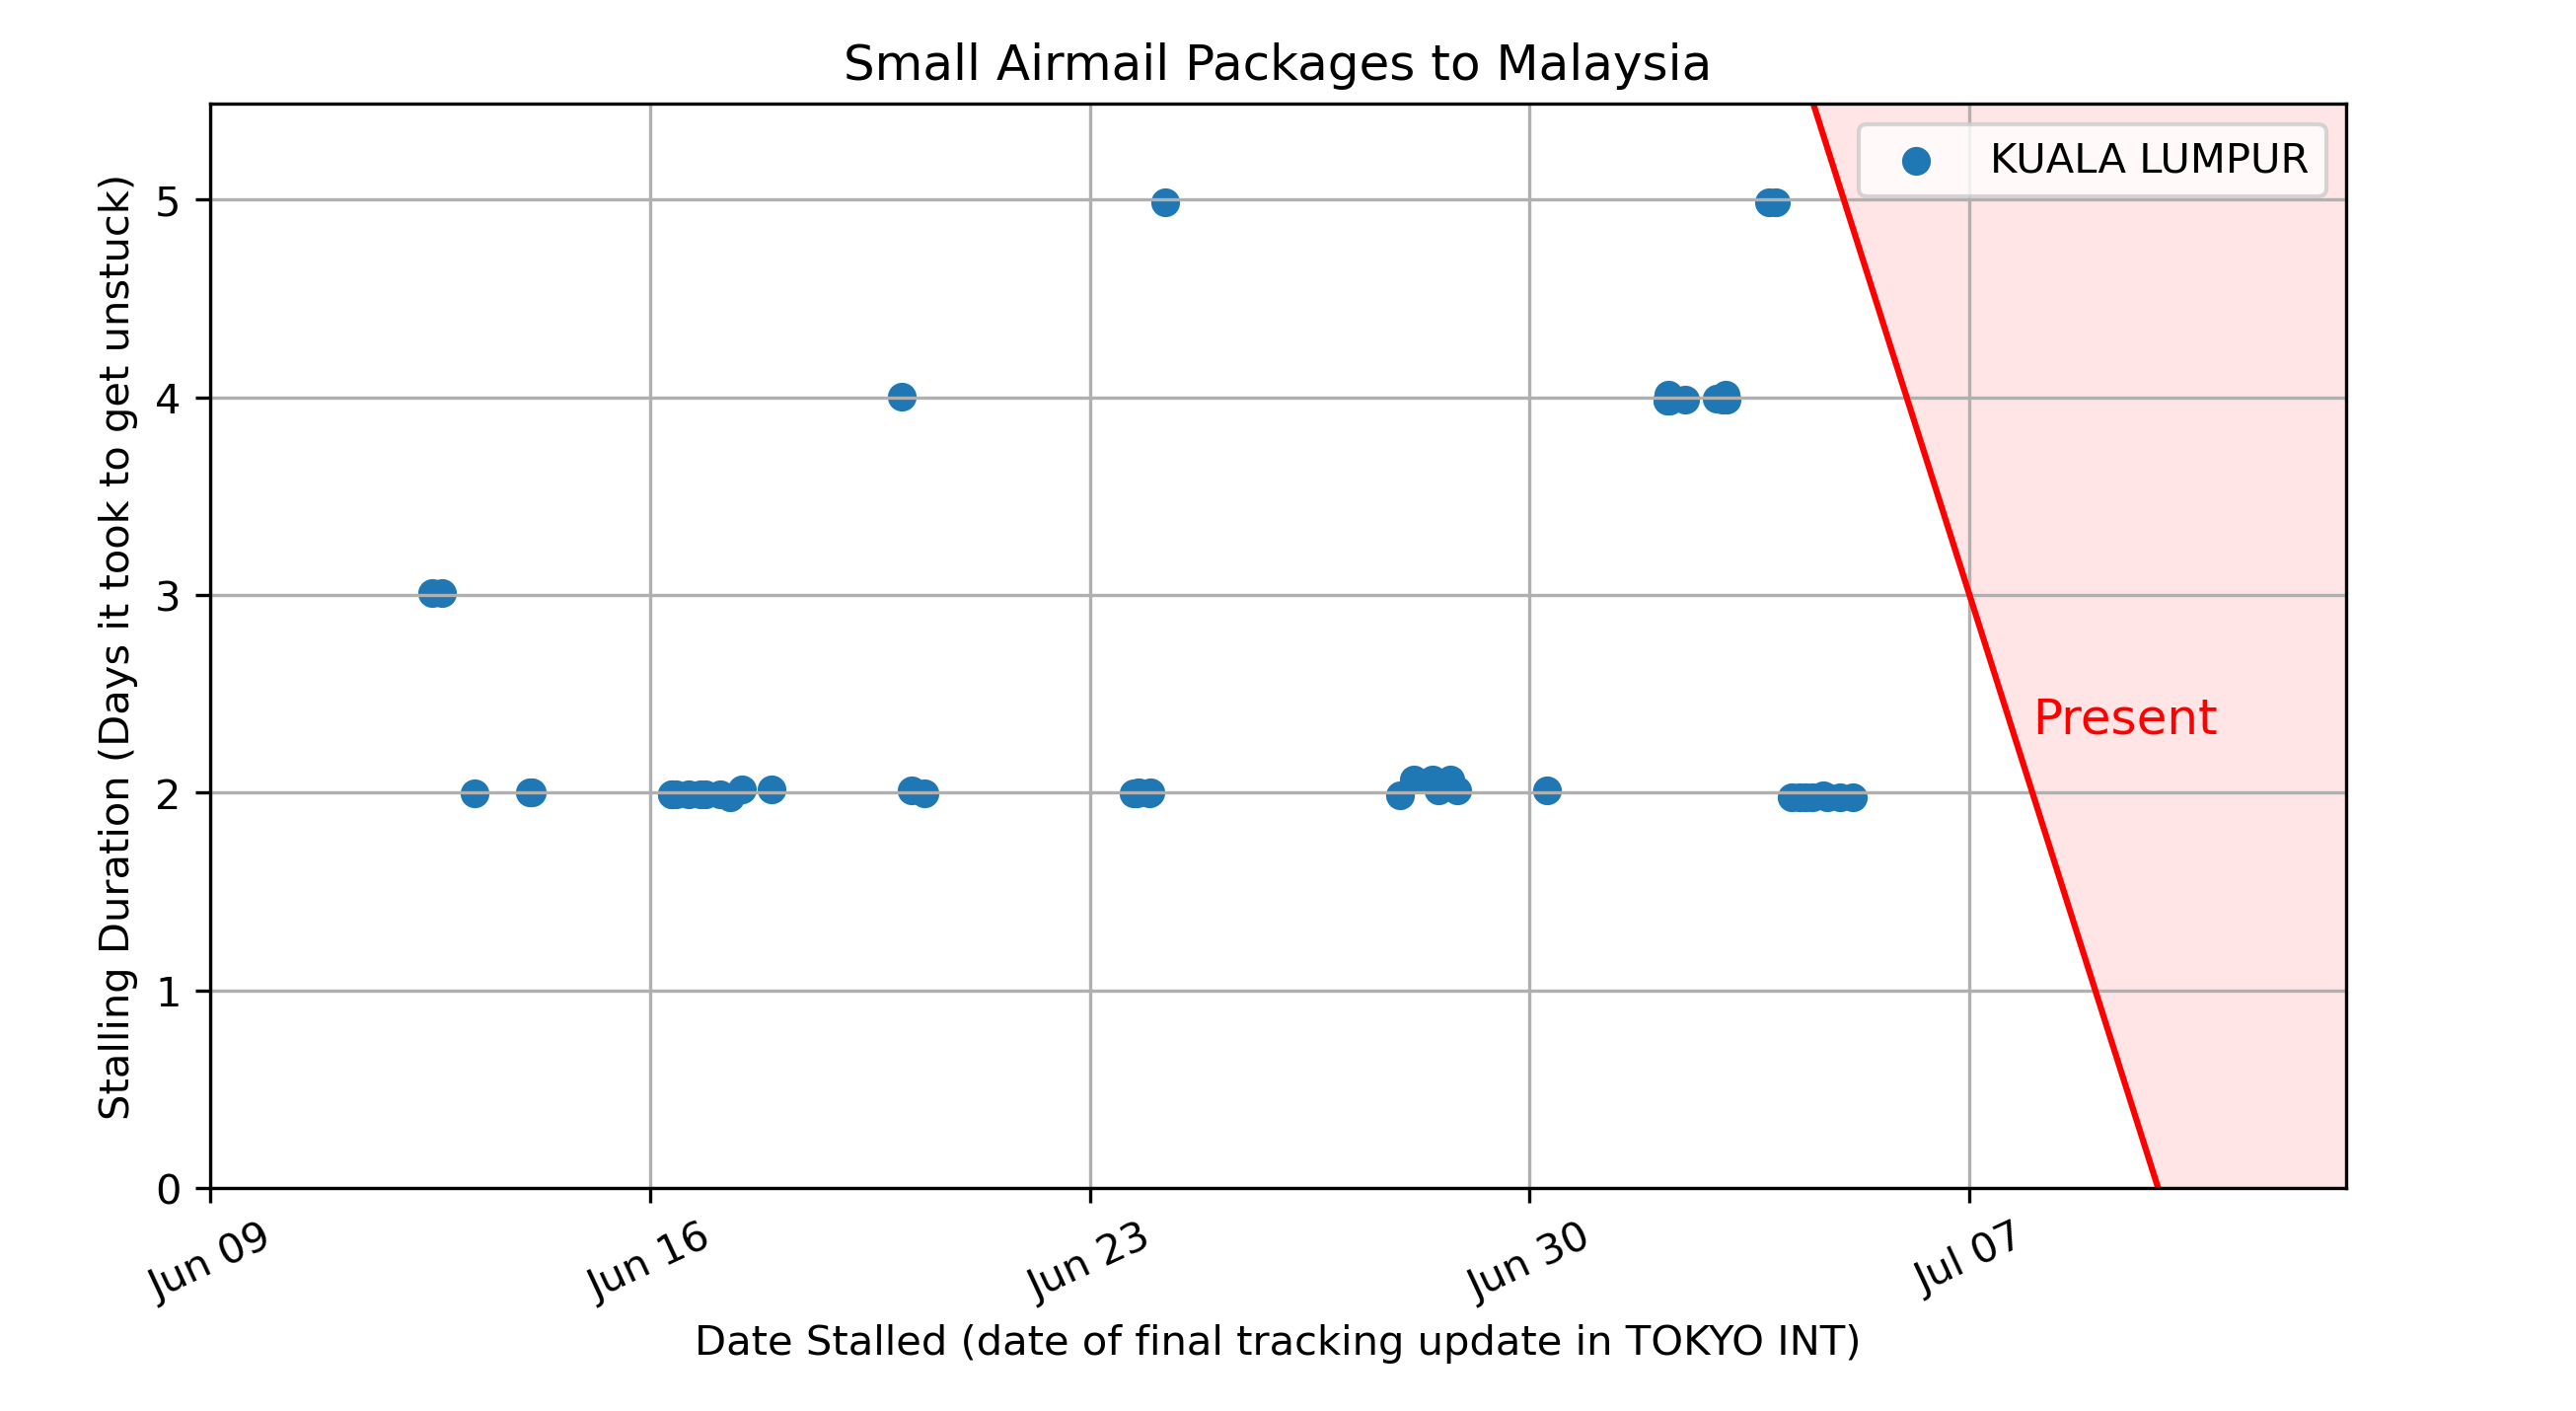 Small Airmail Packages to Malaysia
KUALA LUMPUR
Stalling Duration (Days it took to get unstuck)
5
4
3
2
1
0
Present
Jun 09
Jun 16
Jun 23
Jun 30
Jul 07
Date Stalled (date of final tracking update in TOKYO INT)